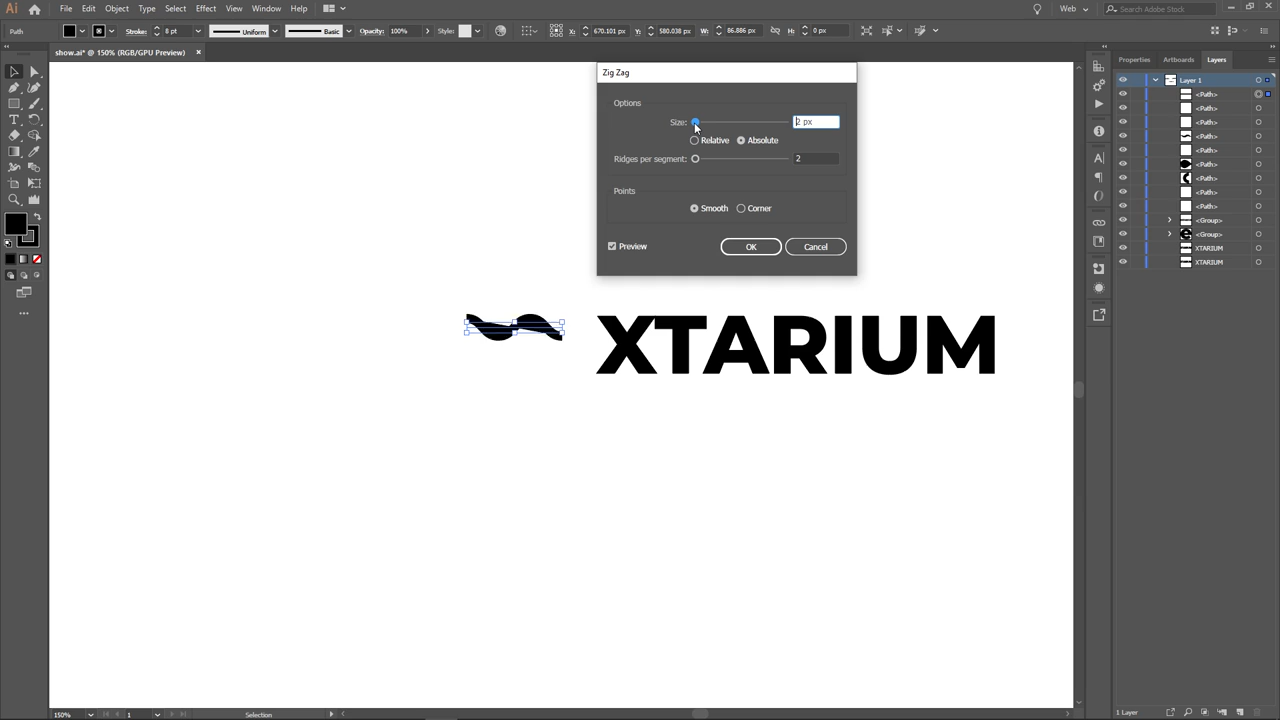 Ai File Edit Object Type Select Effect View Window Help Web Search Adobe Stock
Path Stroke: 8 pt Uniform Basic Opacity: 100% Style: X: 670.101 px Y: 580.038 px W: 86.886 px H: 0 px
show.ai* @ 150% (RGB/GPU Preview) ×
Properties Artboards Layers
Layer 1
<Path>
<Path>
<Path>
<Path>
<Path>
<Path>
<Path>
<Path>
<Path>
<Group>
<Group>
XTARIUM
XTARIUM
Zig Zag
Options
Size: 2 px
Relative Absolute
Ridges per segment: 2
Points
Smooth Corner
Preview OK Cancel
XTARIUM
150% 1 Selection
1 Layer